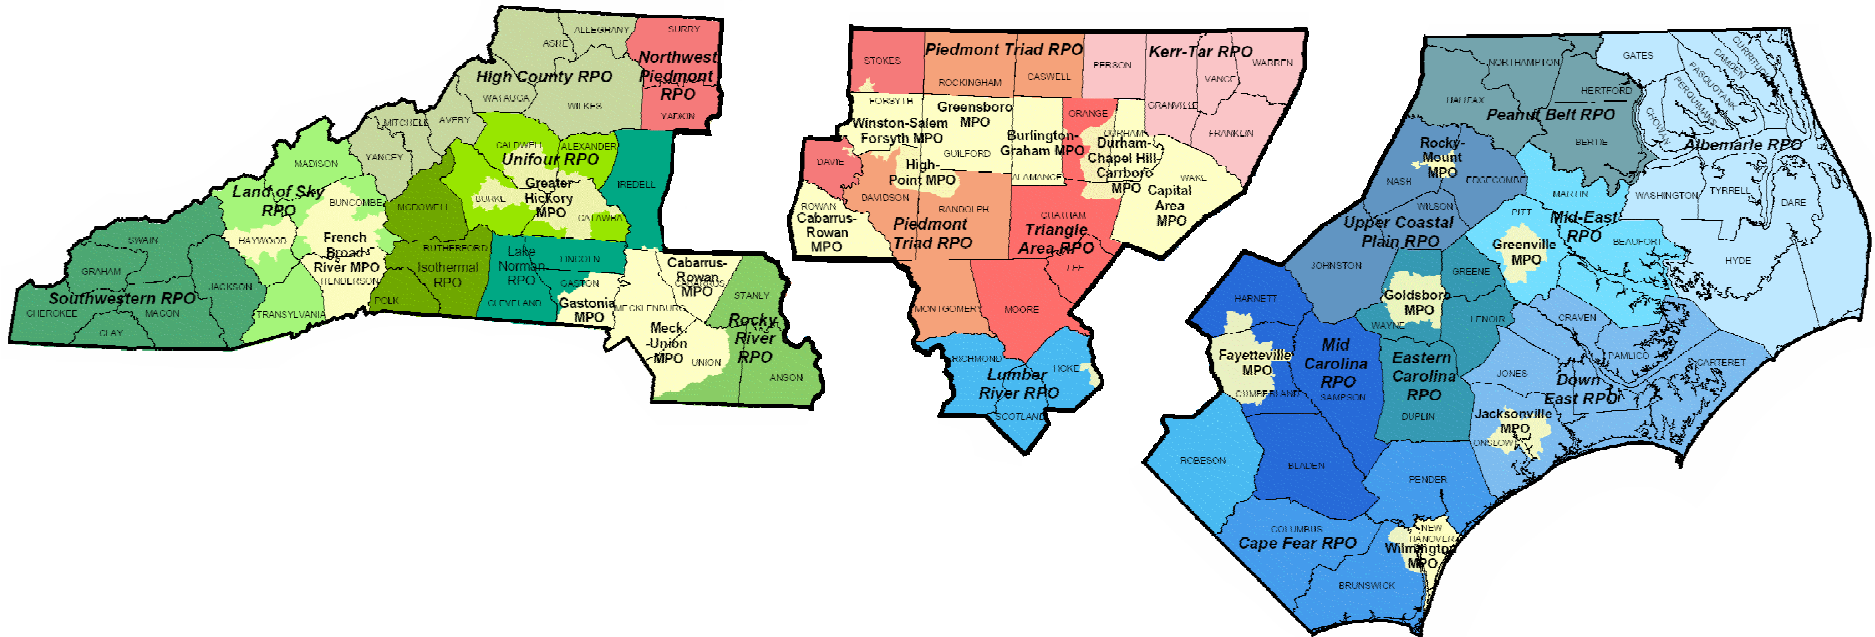 ALLEGHANY
SURRY
ASHE
Northwest
Piedmont
RPO
High County RPO
WATAUGA
WILKES
YADKIN
MITCHELL
AVERY
YANCEY
CALDWELL
ALEXANDER
Unifour RPO
MADISON
IREDELL
Land of Sky
RPO
BUNCOMBE
BURKE
Greater
Hickory
MPO
MCDOWELL
CATAWBA
SWAIN
HAYWOOD
French
Broad
River MPO
RUTHERFORD
Lake
Norman
RPO
LINCOLN
GRAHAM
JACKSON
HENDERSON
Isothermal
RPO
GASTON
Cabarrus-
Rowan
MPO
CABARRUS
STANLY
Southwestern RPO
CHEROKEE
MACON
CLAY
TRANSYLVANIA
POLK
CLEVELAND
Gastonia
MPO
MECKLENBURG
Meck
-Union
MPO
UNION
Rocky
River
RPO
ANSON
STOKES
Piedmont Triad RPO
ROCKINGHAM
CASWELL
PERSON
Kerr-Tar RPO
VANCE
WARREN
GRANVILLE
FRANKLIN
FORSYTH
Winston-Salem
Forsyth MPO
Greensboro
MPO
GUILFORD
Burlington-
Graham MPO
ALAMANCE
ORANGE
DURHAM
Durham-
Chapel Hill-
Carrboro
MPO
WAKE
Capital
Area
MPO
DAVIE
High-
Point MPO
DAVIDSON
RANDOLPH
ROWAN
Cabarrus-
Rowan
MPO
Piedmont
Triad RPO
CHATHAM
Triangle
Area RPO
LEE
MONTGOMERY
MOORE
RICHMOND
HOKE
Lumber
River RPO
SCOTLAND
NORTHAMPTON
GATES
CURRITUCK
CAMDEN
PASQUOTANK
PERQUIMANS
CHOWAN
HERTFORD
HALIFAX
Peanut Belt RPO
BERTIE
Albemarle RPO
Rocky-
Mount
MPO
NASH
EDGECOMBE
MARTIN
WASHINGTON
TYRRELL
DARE
WILSON
Upper Coastal
Plain RPO
PITT
Mid-East
RPO
Greenville
MPO
BEAUFORT
HYDE
JOHNSTON
GREENE
Goldsboro
MPO
WAYNE
LENOIR
CRAVEN
PAMLICO
CARTERET
HARNETT
Fayetteville
MPO
CUMBERLAND
Mid
Carolina
RPO
SAMPSON
Eastern
Carolina
RPO
DUPLIN
JONES
Down
East RPO
Jacksonville
MPO
ONSLOW
ROBESON
BLADEN
PENDER
COLUMBUS
Cape Fear RPO
NEW
HANOVER
Wilmington
MPO
BRUNSWICK